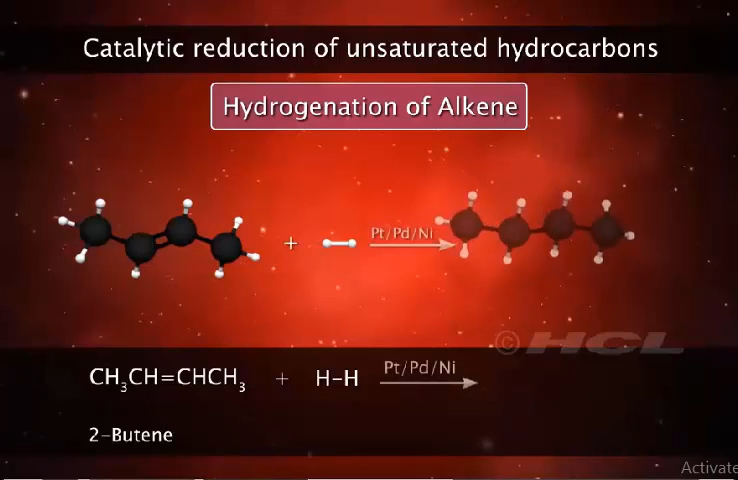 Catalytic reduction of unsaturated hydrocarbons
Hydrogenation of Alkene
+ Pt/Pd/Ni
© HCL
CH₃CH=CHCH₃ + H-H Pt/Pd/Ni
2-Butene
Activate